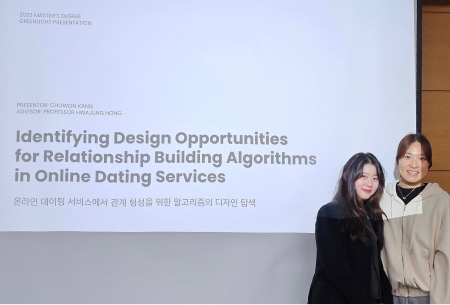 2023 MASTER'S DEGREE
GREENLIGHT PRESENTATION
PRESENTOR: CHOWON KANG
ADVISOR: PROFESSOR HWAJUNG HONG
Identifying Design Opportunities
for Relationship Building Algorithms
in Online Dating Services
온라인 데이팅 서비스에서 관계 형성을 위한 알고리즘의 디자인 탐색